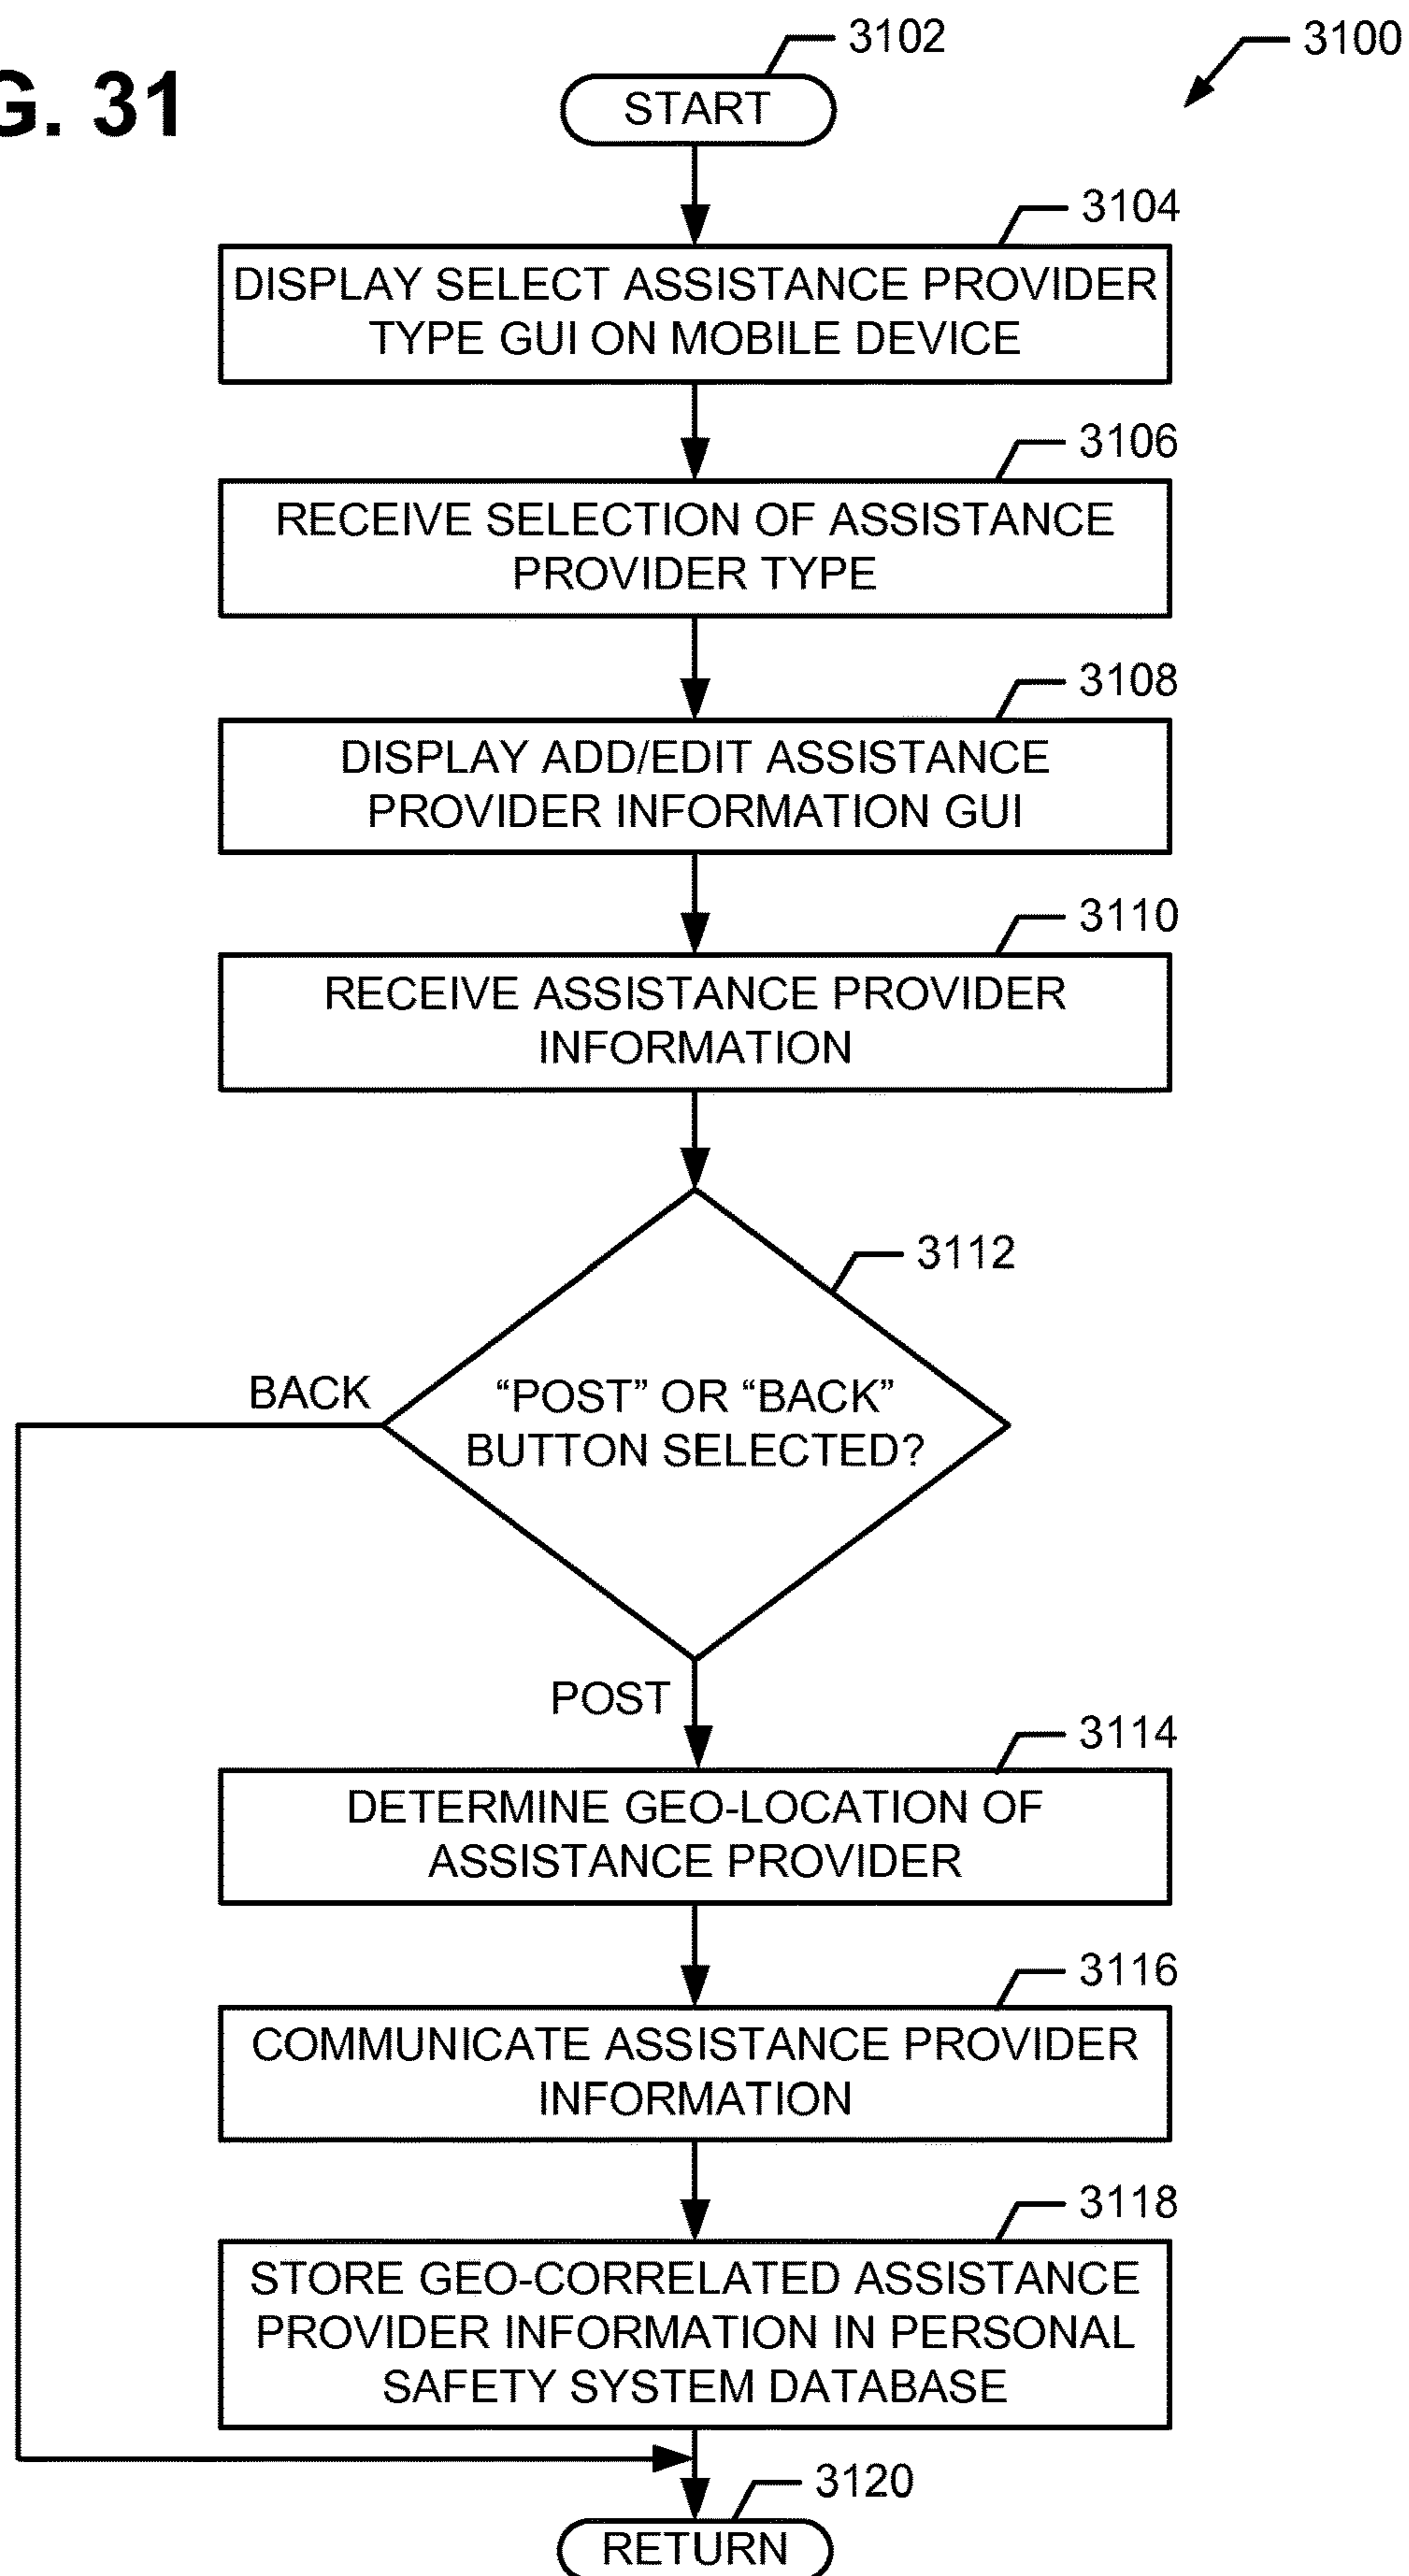 G. 31
3102
3100
START
3104
DISPLAY SELECT ASSISTANCE PROVIDER
TYPE GUI ON MOBILE DEVICE
3106
RECEIVE SELECTION OF ASSISTANCE
PROVIDER TYPE
3108
DISPLAY ADD/EDIT ASSISTANCE
PROVIDER INFORMATION GUI
3110
RECEIVE ASSISTANCE PROVIDER
INFORMATION
3112
BACK
“POST” OR “BACK”
BUTTON SELECTED?
POST
3114
DETERMINE GEO-LOCATION OF
ASSISTANCE PROVIDER
3116
COMMUNICATE ASSISTANCE PROVIDER
INFORMATION
3118
STORE GEO-CORRELATED ASSISTANCE
PROVIDER INFORMATION IN PERSONAL
SAFETY SYSTEM DATABASE
3120
RETURN